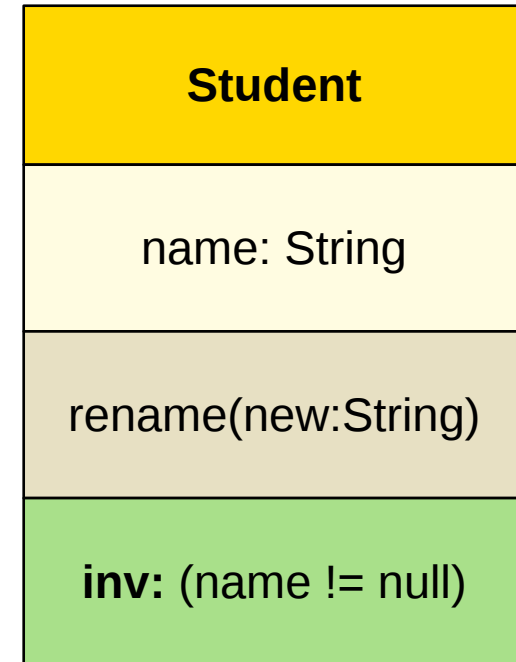 Student
name: String
rename(new:String)
inv: (name != null)